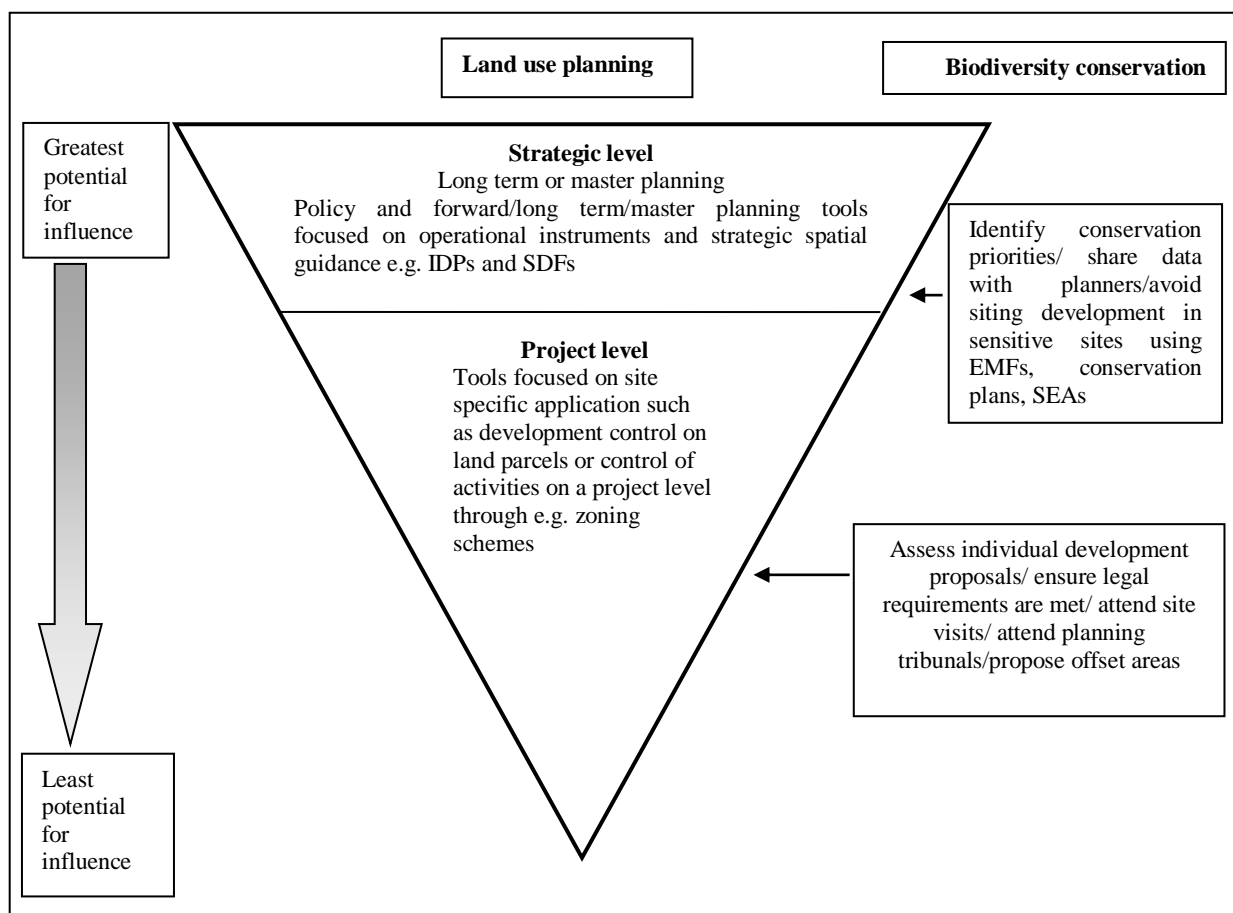 Land use planning
Biodiversity conservation
Greatest
potential
for
influence
Strategic level
Long term or master planning
Policy and forward/long term/master planning tools
focused on operational instruments and strategic spatial
guidance e.g. IDPs and SDFs
Identify conservation
priorities/ share data
with planners/avoid
siting development in
sensitive sites using
EMFs, conservation
plans, SEAs
Project level
Tools focused on site
specific application such
as development control on
land parcels or control of
activities on a project level
through e.g. zoning
schemes
Assess individual development
proposals/ ensure legal
requirements are met/ attend site
visits/ attend planning
tribunals/propose offset areas
Least
potential
for
influence